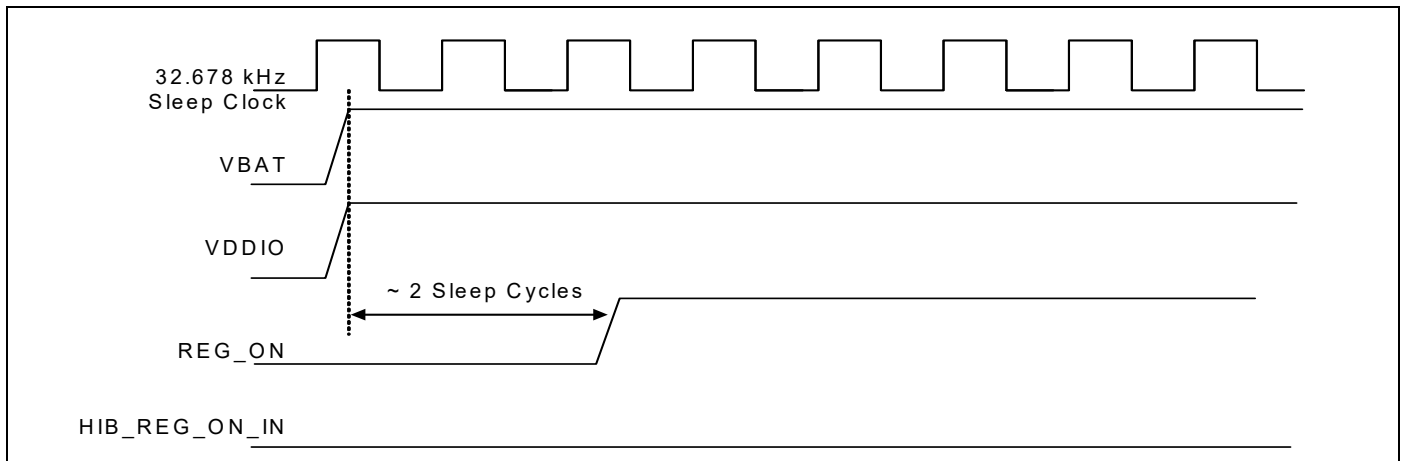 32.678 kHz
Sleep Clock
VBAT
VDDIO
~ 2 Sleep Cycles
REG_ON
HIB_REG_ON_IN